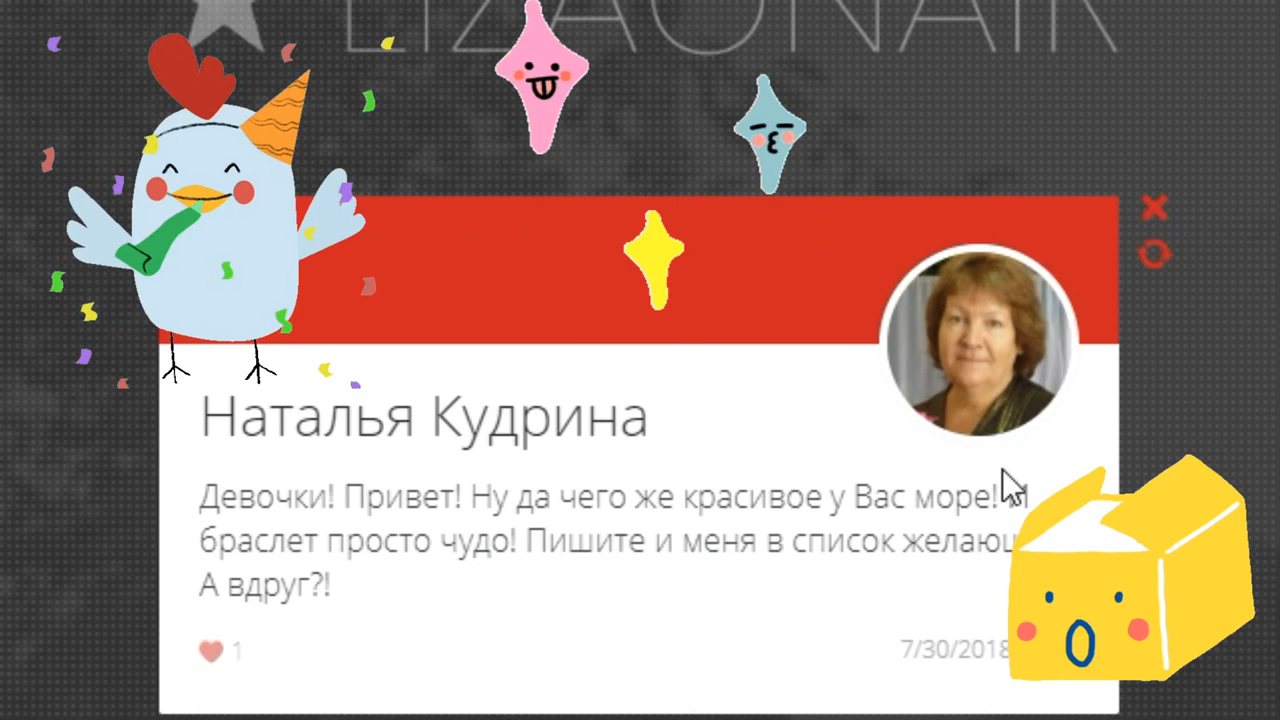 LIZAONAIR
Наталья Кудрина
Девочки! Привет! Ну да чего же красивое у Вас море!
браслет просто чудо! Пишите и меня в список
А вдруг?!
1
7/30/2018